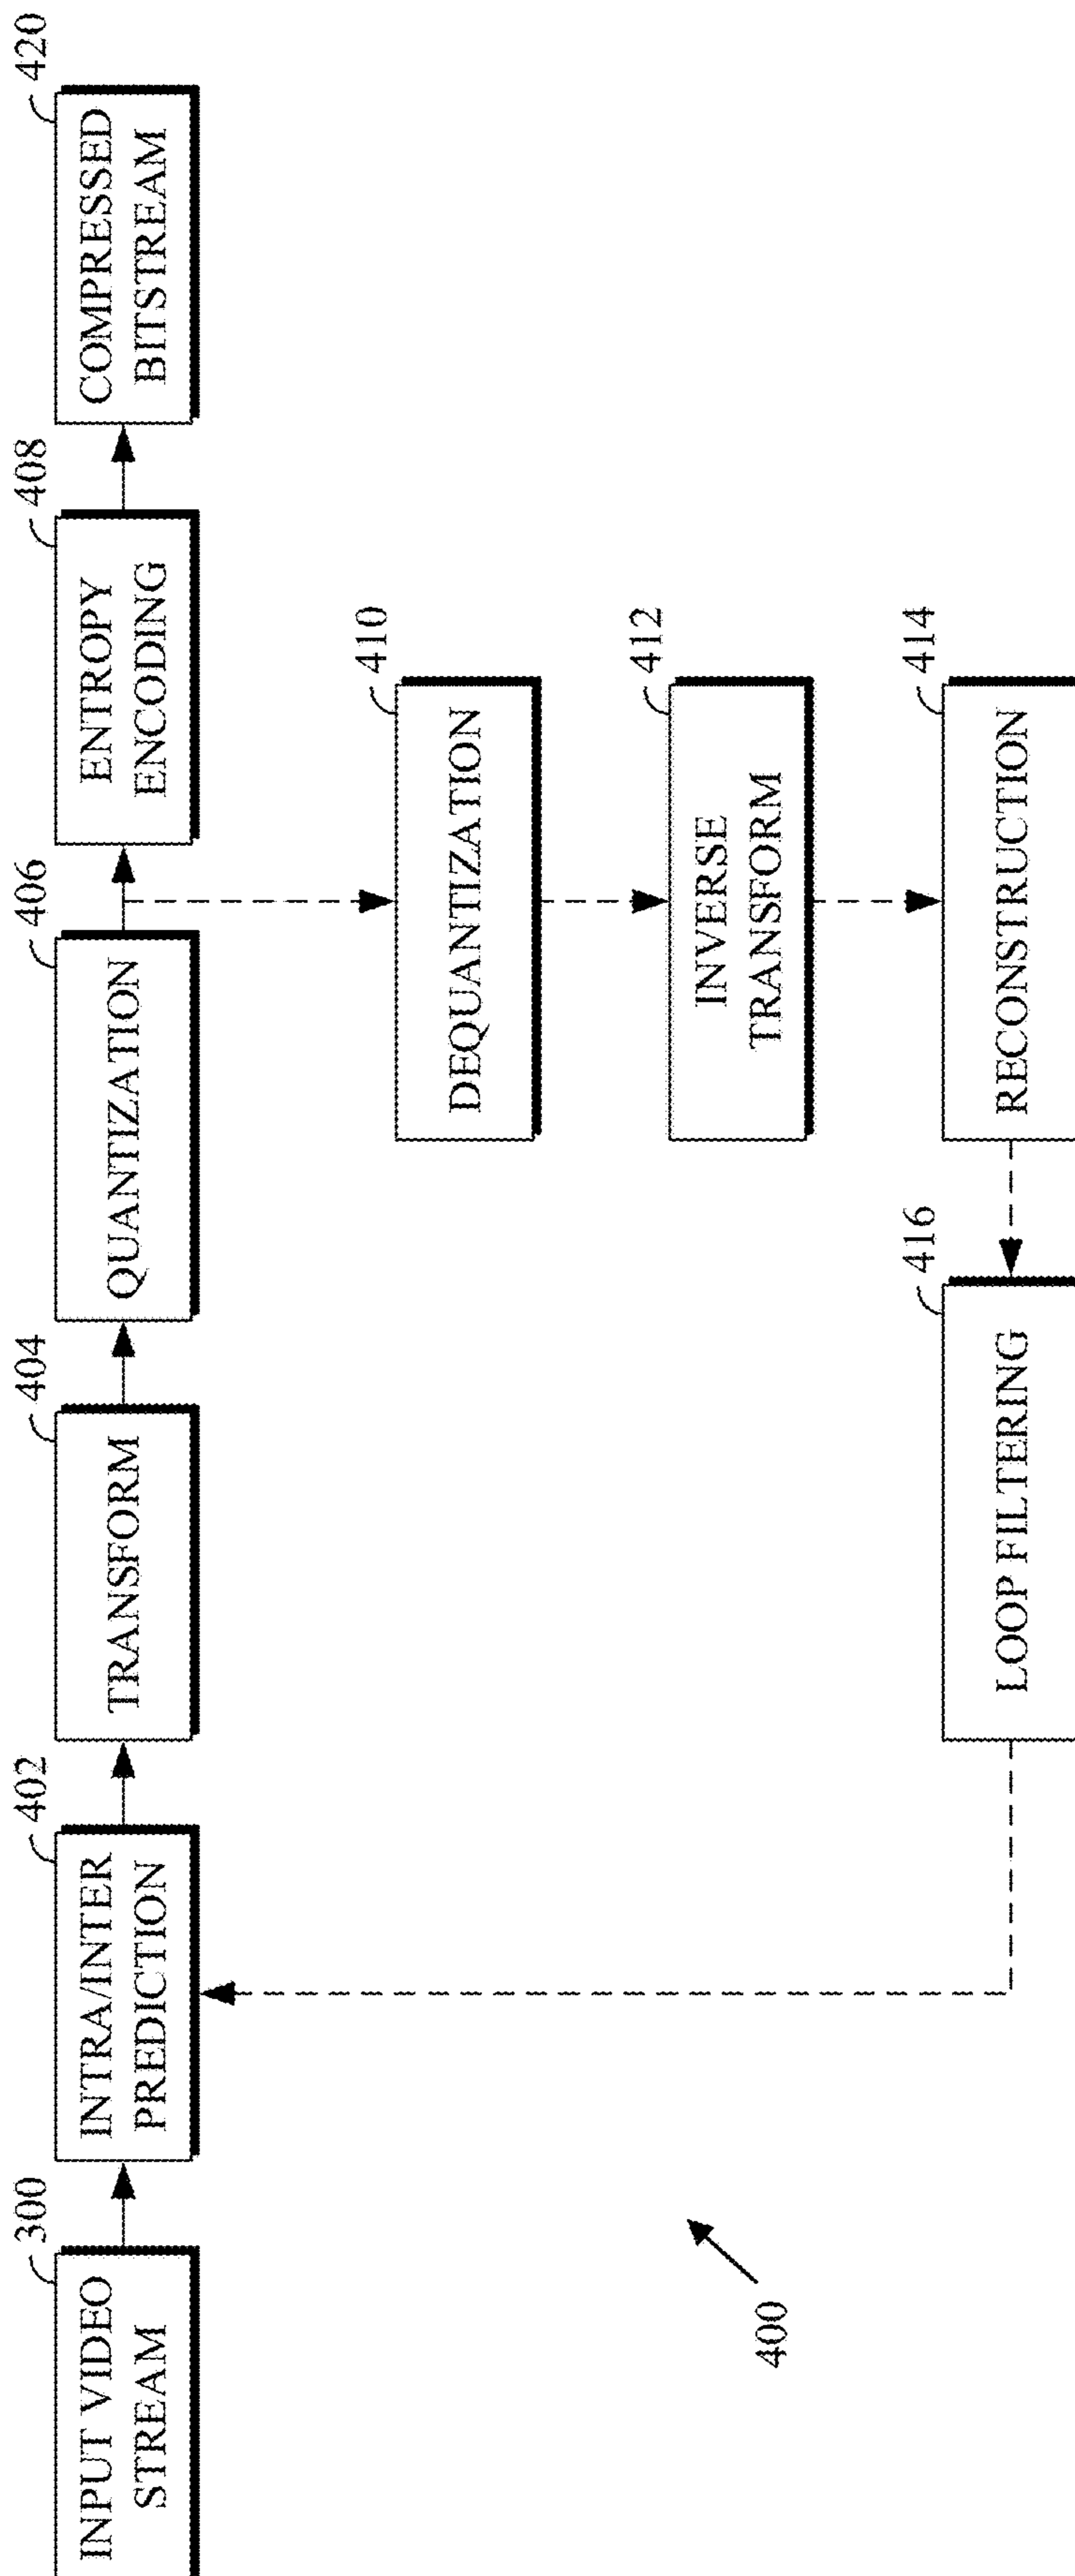 300
INPUT VIDEO
STREAM
402
INTRA/INTER
PREDICTION
404
TRANSFORM
406
QUANTIZATION
408
ENTROPY
ENCODING
420
COMPRESSED
BITSTREAM
410
DEQUANTIZATION
412
INVERSE
TRANSFORM
416
LOOP FILTERING
414
RECONSTRUCTION
400